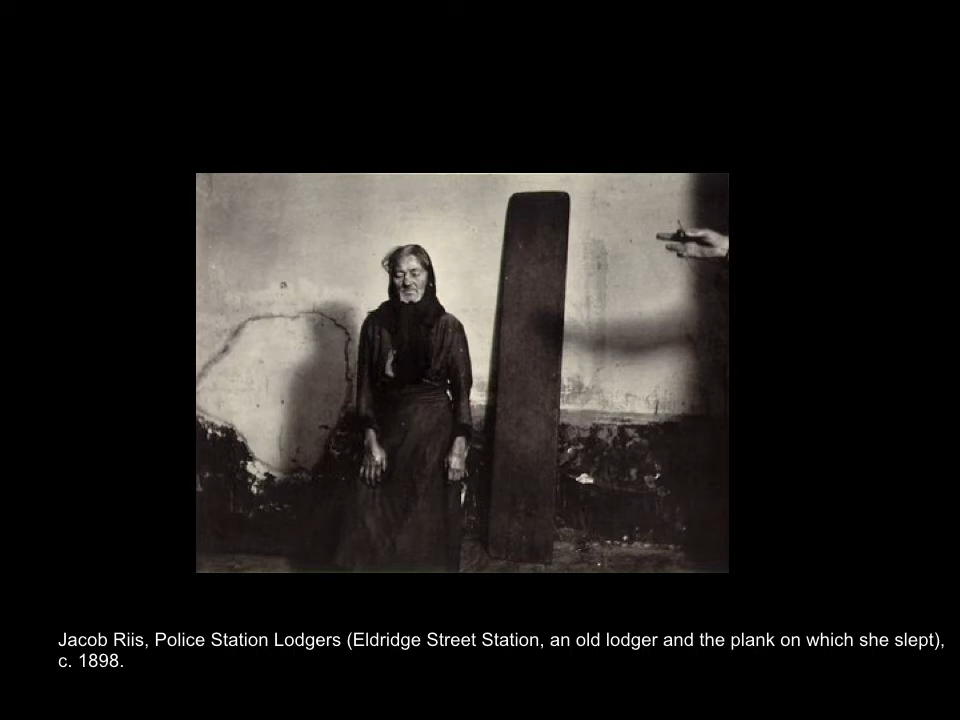 Jacob Riis, Police Station Lodgers (Eldridge Street Station, an old lodger and the plank on which she slept),
c. 1898.